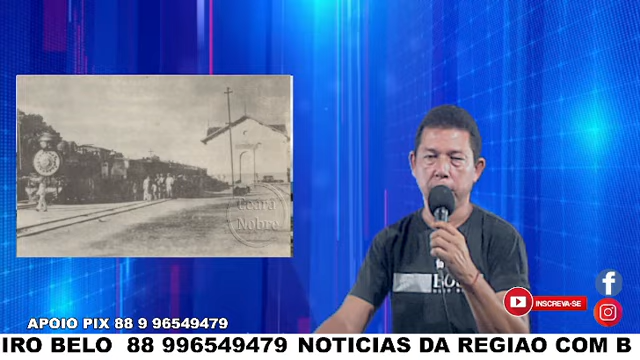 Ceará
Nobre
INSCREVA-SE
APOIO PIX 88 9 96549479
IRO BELO 88 996549479 NOTICIAS DA REGIAO COM B